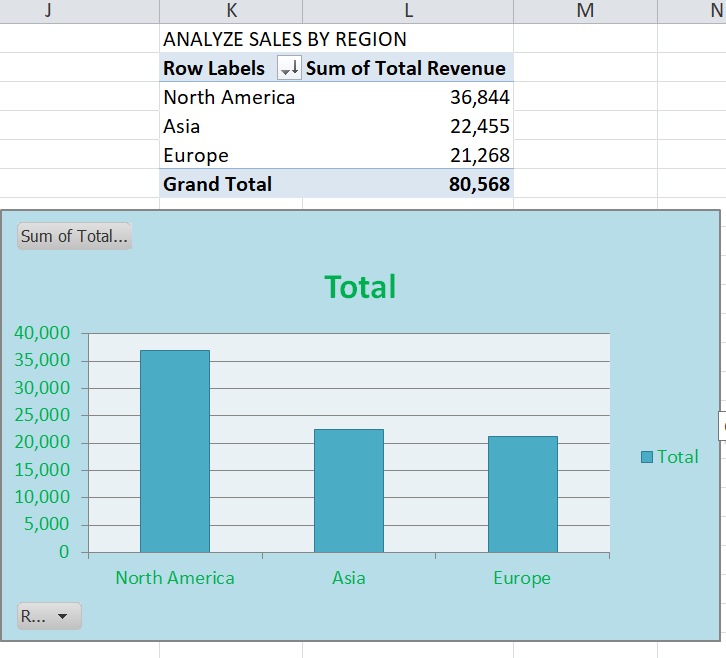 J K L M N
ANALYZE SALES BY REGION
Row Labels Sum of Total Revenue
North America 36,844
Asia 22,455
Europe 21,268
Grand Total 80,568
Sum of Total...
Total
40,000
35,000
30,000
25,000
20,000
15,000
10,000
5,000
0
Total
North America Asia Europe
R...